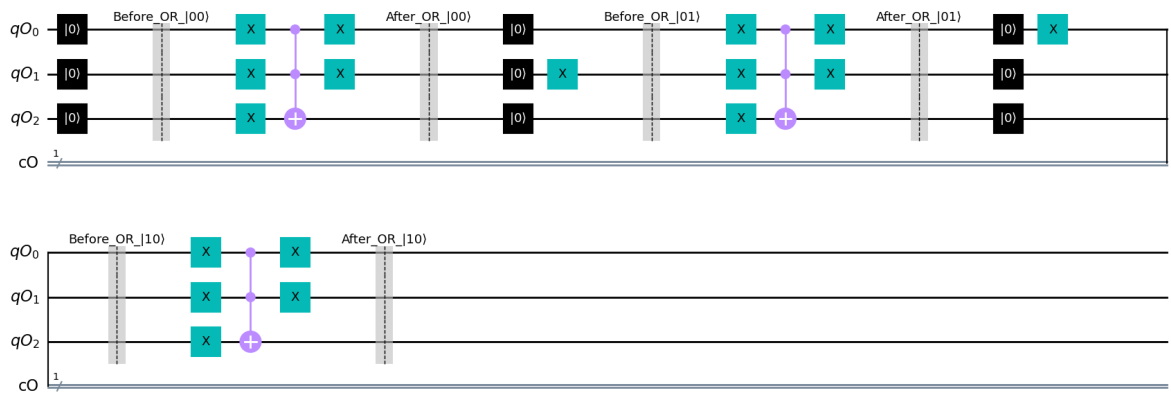 Before_OR_|00⟩ After_OR_|00⟩ Before_OR_|01⟩ After_OR_|01⟩
qO₀ |0⟩ X X |0⟩ X X |0⟩ X
qO₁ |0⟩ X X |0⟩ X X X |0⟩
qO₂ |0⟩ X |0⟩ X |0⟩
cO 1
Before_OR_|10⟩ After_OR_|10⟩
qO₀ X X
qO₁ X X
qO₂ X
cO 1